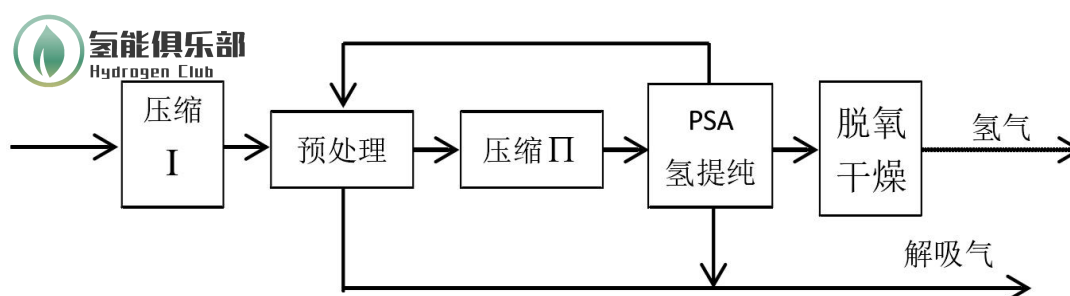 氢能俱乐部
Hydrogen Club
压缩
I
预处理
压缩Π
PSA
氢提纯
脱氧
干燥
氢气
解吸气